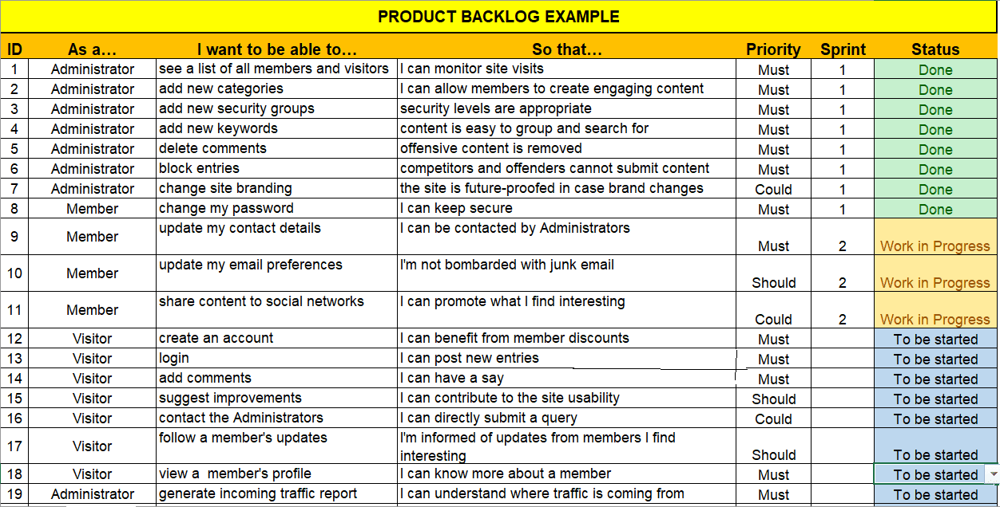 PRODUCT BACKLOG EXAMPLE
ID As a… I want to be able to… So that… Priority Sprint Status
1 Administrator see a list of all members and visitors I can monitor site visits Must 1 Done
2 Administrator add new categories I can allow members to create engaging content Must 1 Done
3 Administrator add new security groups security levels are appropriate Must 1 Done
4 Administrator add new keywords content is easy to group and search for Must 1 Done
5 Administrator delete comments offensive content is removed Must 1 Done
6 Administrator block entries competitors and offenders cannot submit content Must 1 Done
7 Administrator change site branding the site is future-proofed in case brand changes Could 1 Done
8 Member change my password I can keep secure Must 1 Done
9 Member update my contact details I can be contacted by Administrators Must 2 Work in Progress
10 Member update my email preferences I'm not bombarded with junk email Should 2 Work in Progress
11 Member share content to social networks I can promote what I find interesting Could 2 Work in Progress
12 Visitor create an account I can benefit from member discounts Must To be started
13 Visitor login I can post new entries Must To be started
14 Visitor add comments I can have a say Must To be started
15 Visitor suggest improvements I can contribute to the site usability Should To be started
16 Visitor contact the Administrators I can directly submit a query Could To be started
17 Visitor follow a member's updates I'm informed of updates from members I find
interesting Should To be started
18 Visitor view a  member's profile I can know more about a member Must To be started
19 Administrator generate incoming traffic report I can understand where traffic is coming from Must To be started